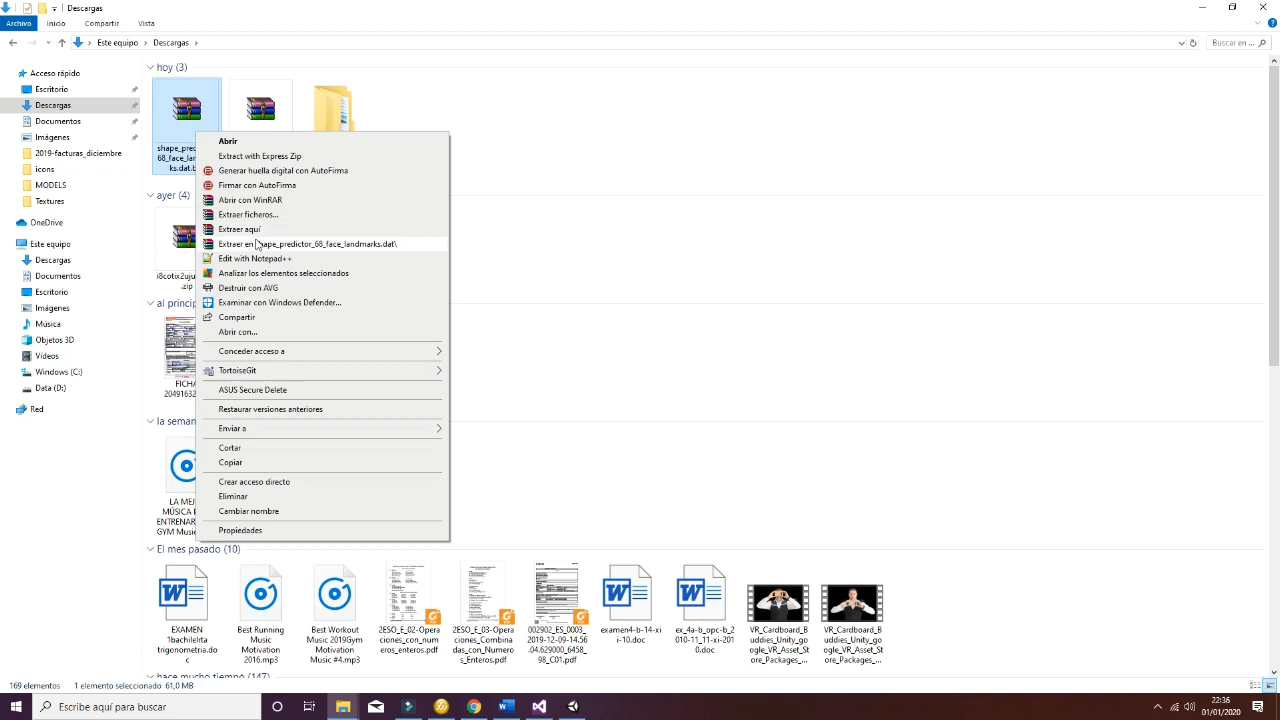 Descargas
Archivo
Inicio
Compartir
Vista
Este equipo
Descargas
Buscar en ...
Acceso rápido
Escritorio
Descargas
Documentos
Imágenes
2019-facturas_diciembre
icons
MODELS
Textures
OneDrive
Este equipo
Descargas
Documentos
Escritorio
Imágenes
Música
Objetos 3D
Vídeos
Windows (C:)
Data (D:)
Red
hoy (3)
shape_pred
68_face_lan
ks.dat.b
Abrir
Extract with Express Zip
Generar huella digital con AutoFirma
Firmar con AutoFirma
Abrir con WinRAR
Extraer ficheros...
Extraer aquí
Extraer en shape_predictor_68_face_landmarks.dat\
Edit with Notepad++
Analizar los elementos seleccionados
Destruir con AVG
Examinar con Windows Defender...
Compartir
Abrir con...
Conceder acceso a
TortoiseGit
ASUS Secure Delete
Restaurar versiones anteriores
Enviar a
Cortar
Copiar
Crear acceso directo
Eliminar
Cambiar nombre
Propiedades
ayer (4)
i8cotix2uju
.zip
al princip
FICHA
20491632
la seman
LA MEJ
MÚSICA P
ENTRENAR
GYM Music
El mes pasado (10)
EXAMEN
1bachilelita
trigonometria.do
c
Best Running
Music
Motivation
2016.mp3
Best Workout
Music 2019Gym
Motivation
Music #4.mp3
2ESO_E_02-Opera
ciones_con_num
eros_enteros.pdf
2ESO_E_03-Opera
ciones_Combina
das_con_Numero
s_Enteros.pdf
002902_ES_0003_
2019-12-09-14.56
.04.629000_6458_
98_C01.pdf
examen4-b-14-xi
i-10.doc
ex_4a-b_opc-b_2
010-11_11-xi-201
0.doc
VR_Cardboard_B
uddies_Unity_go
ogle_VR_Asset_St
ore_Packages_...
VR_Cardboard_B
uddies_Unity_go
ogle_VR_Asset_St
ore_Packages_...
hace mucho tiempo (147)
169 elementos
1 elemento seleccionado
61,0 MB
Escribe aquí para buscar
22:36
01/01/2020